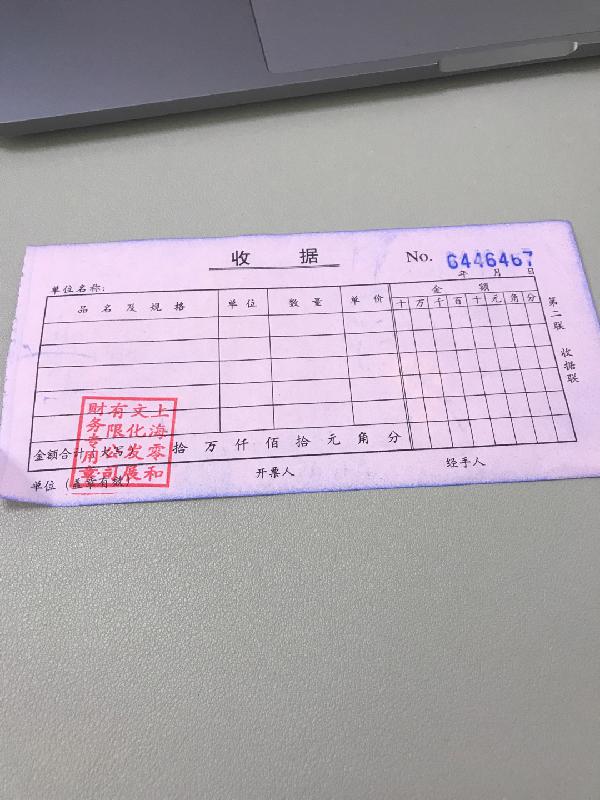 收 据
No. 6446467
单位名称:
年 月 日
品名及规格 单位 数量 单价 金额
十 万 千 百 十 元 角 分
第二联 收据联
金额合计 拾 万 仟 佰 拾 元 角 分
单位(盖章有效) 开票人 经手人
上海零和
文化发展
有限公司
财务专用章